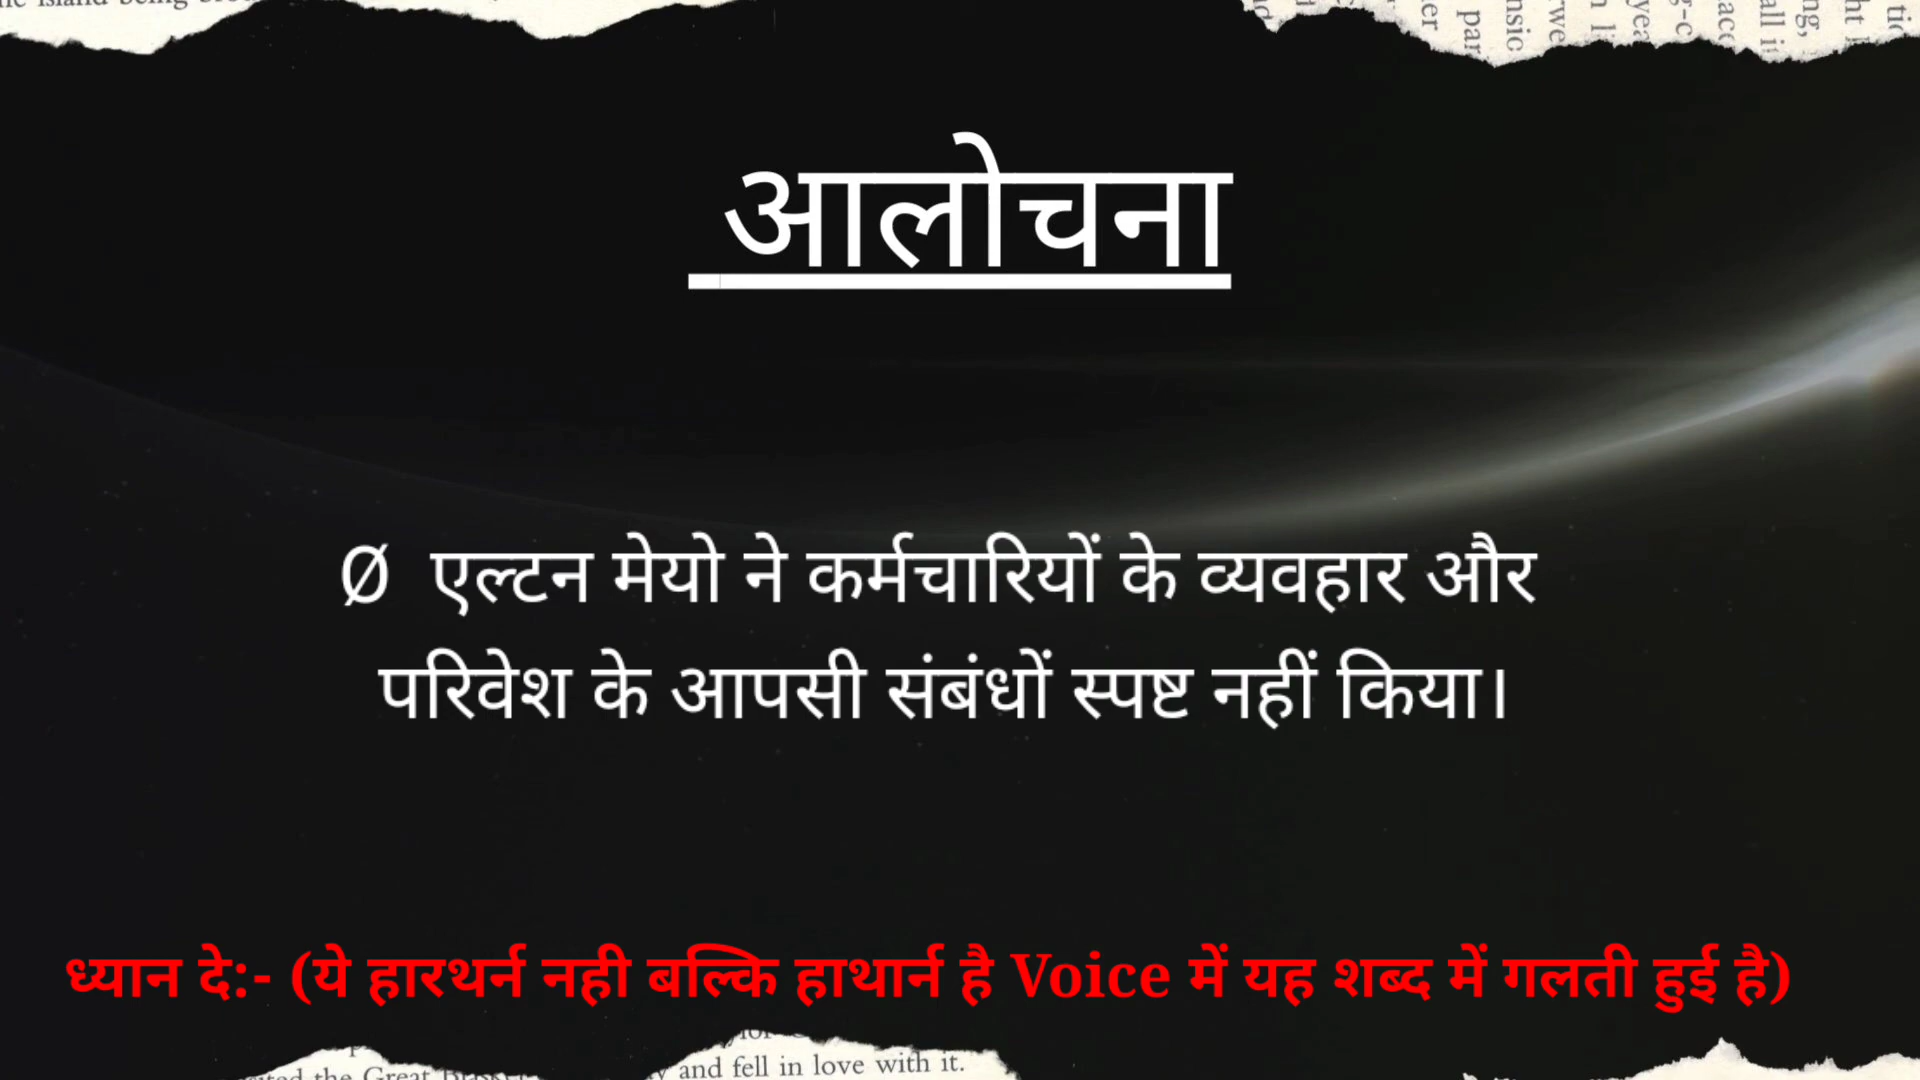 आलोचना
Ø एल्टन मेयो ने कर्मचारियों के व्यवहार और
परिवेश के आपसी संबंधों स्पष्ट नहीं किया।
ध्यान दे:- (ये हारथर्न नही बल्कि हाथार्न है Voice में यह शब्द में गलती हुई है)
and fell in love with it.